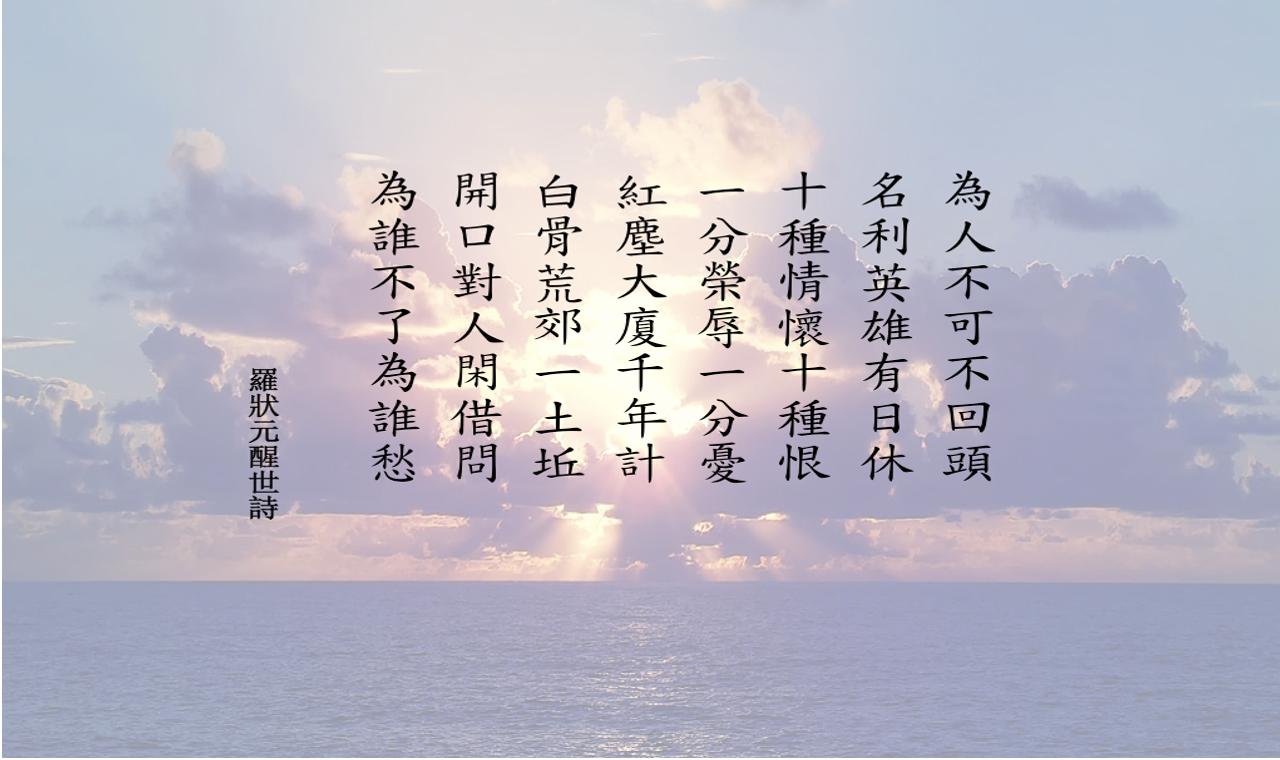 為人不可不回頭
名利英雄有日休
十種情懷十種恨
一分榮辱一分憂
紅塵大廈千年計
白骨荒郊一土坵
開口對人閑借問
為誰不了為誰愁
羅狀元醒世詩